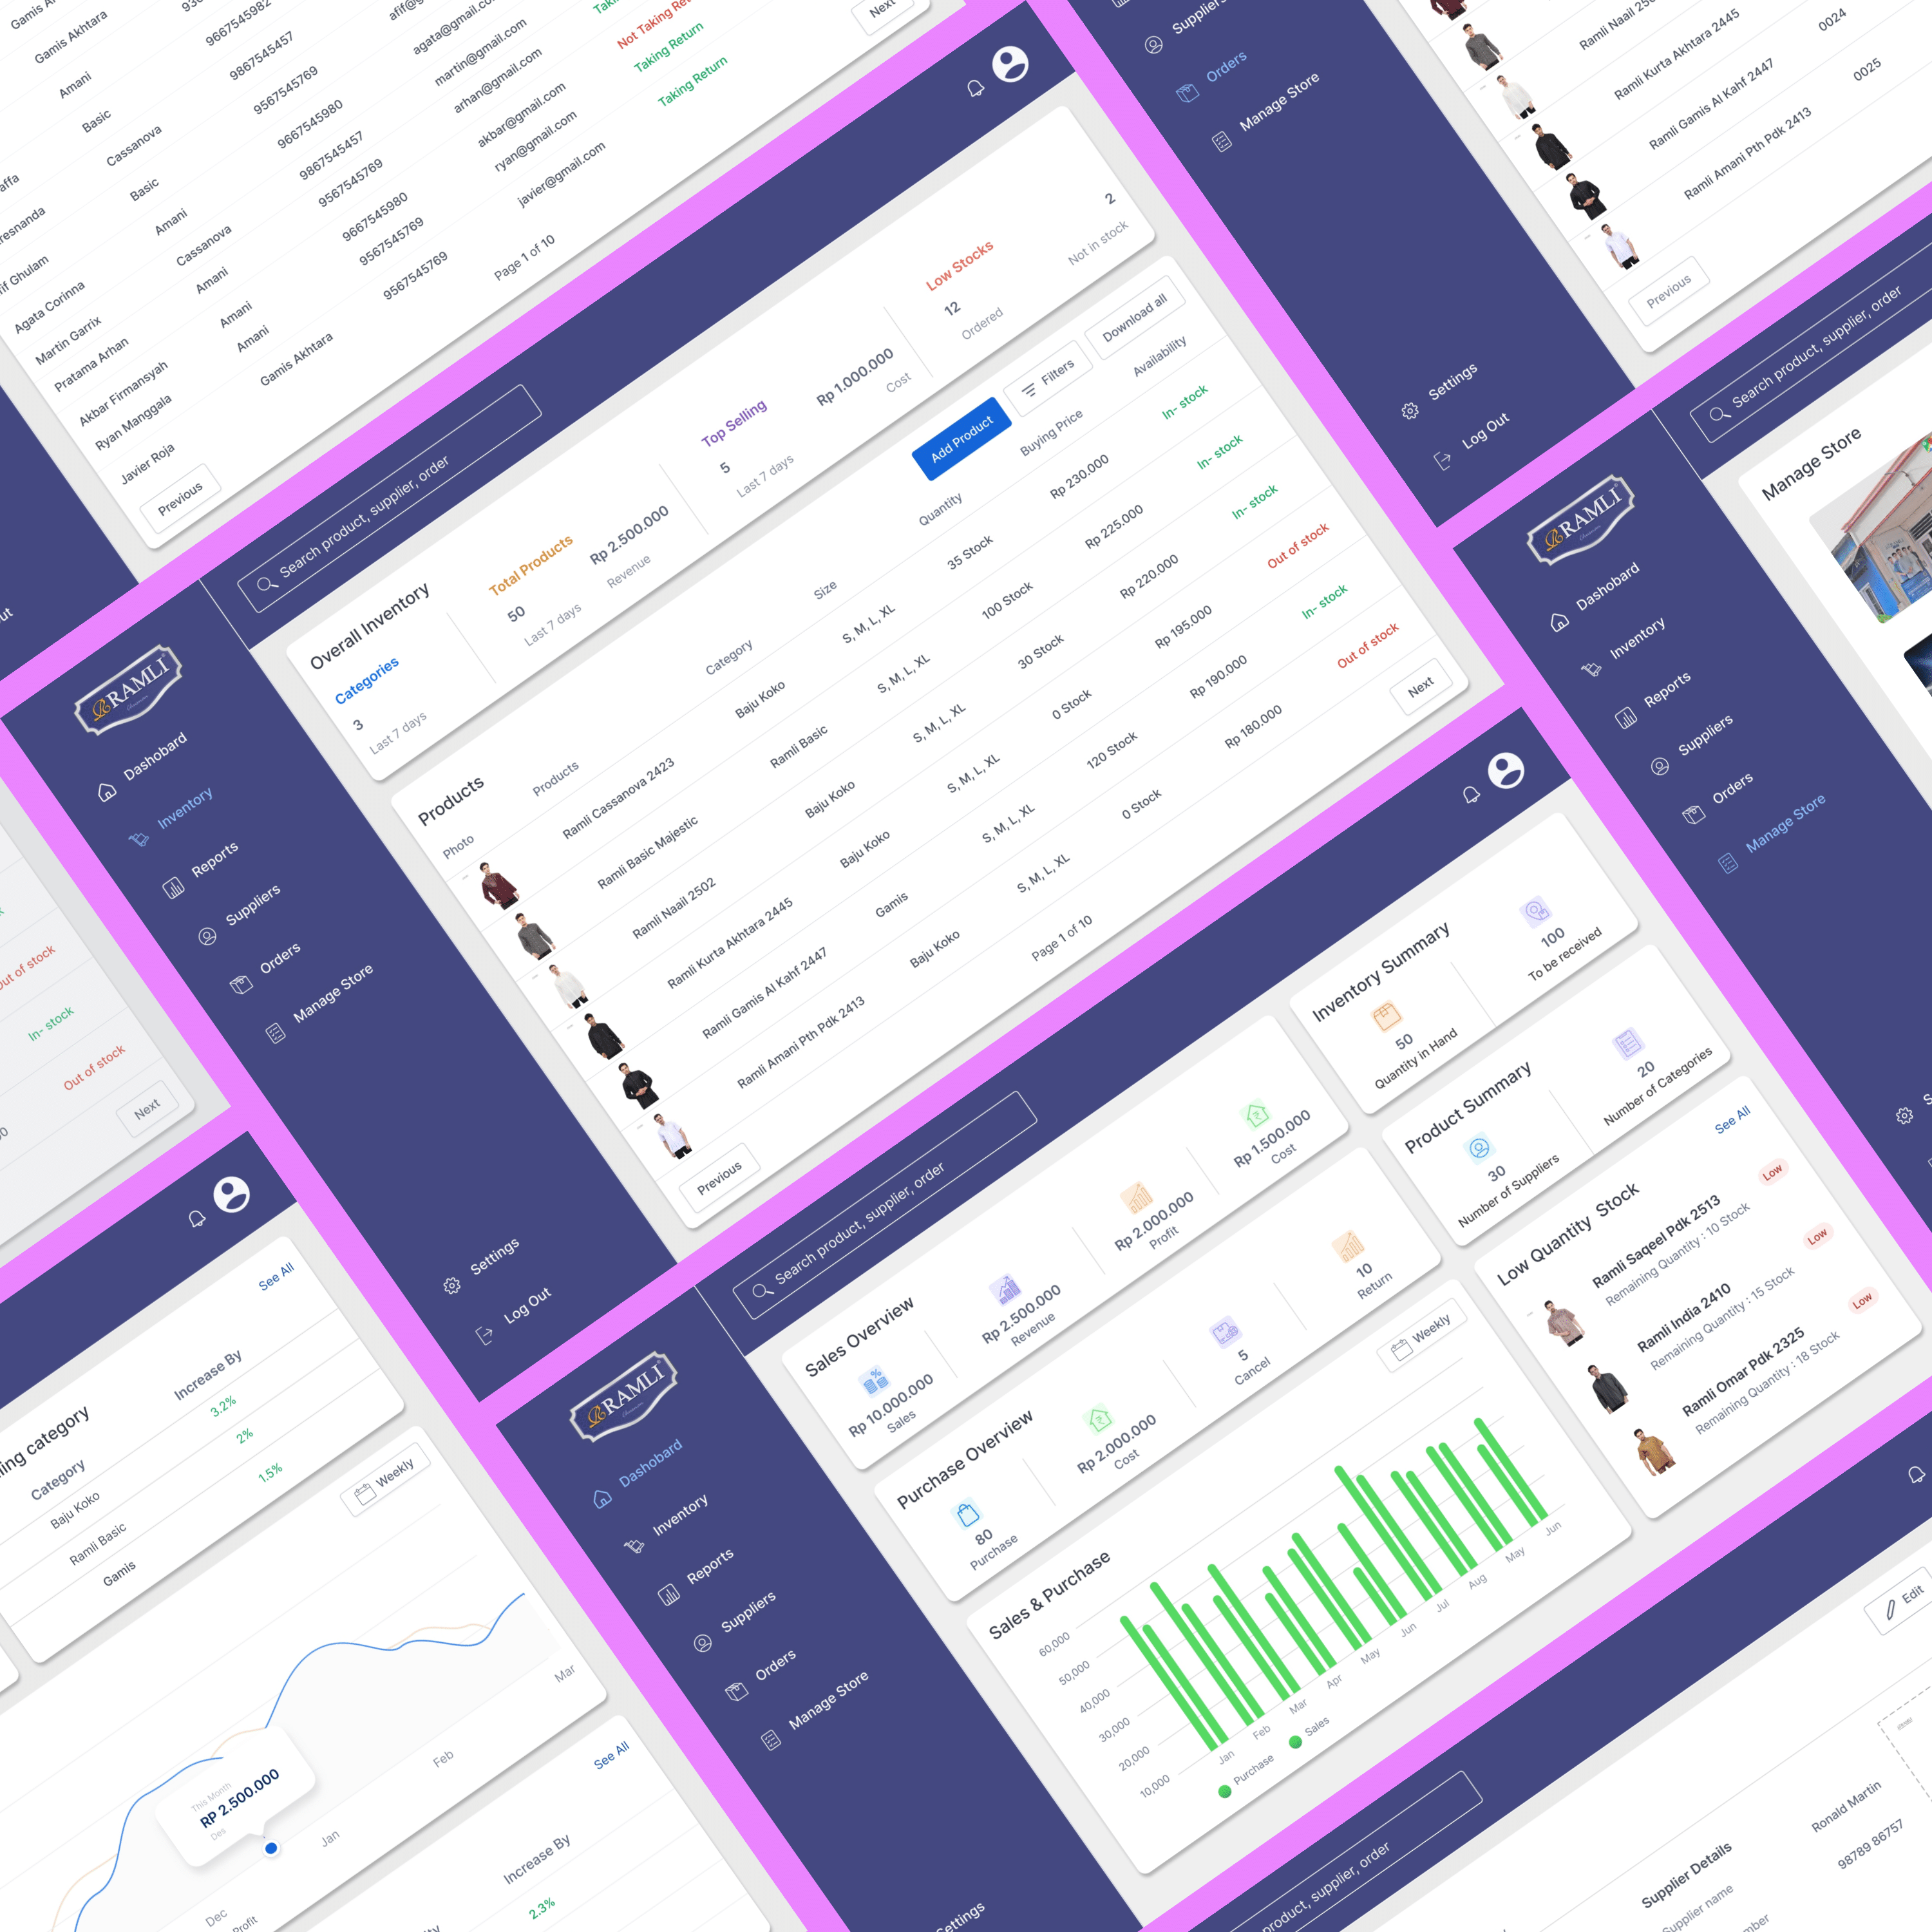 Gamis Akhtara
Amani
Basic
Cassanova
Basic
Amani
Cassanova
Amani
Amani
Amani
Gamis Akhtara
9667545982
9867545457
9567545769
9667545980
9867545457
9567545769
9667545980
9567545769
9567545769
agata@gmail.com
martin@gmail.com
arhan@gmail.com
akbar@gmail.com
ryan@gmail.com
javier@gmail.com
Not Taking Return
Taking Return
Taking Return
Agata Corinna
Martin Garrix
Pratama Arhan
Akbar Firmansyah
Ryan Manggala
Javier Roja
Previous
Page 1 of 10
Next
RAMLI
Dashobard
Inventory
Reports
Suppliers
Orders
Manage Store
Settings
Log Out
Search product, supplier, order
Overall Inventory
Categories
3
Last 7 days
Total Products
50
Rp 2.500.000
Last 7 days
Revenue
Top Selling
5
Rp 1.000.000
Last 7 days
Cost
Low Stocks
12
2
Ordered
Not in stock
Products
Add Product
Filters
Download all
Photo
Products
Category
Size
Quantity
Buying Price
Availability
Ramli Cassanova 2423
Baju Koko
S, M, L, XL
35 Stock
Rp 230.000
In- stock
Ramli Basic Majestic
Ramli Basic
S, M, L, XL
100 Stock
Rp 225.000
In- stock
Ramli Naail 2502
Baju Koko
S, M, L, XL
30 Stock
Rp 220.000
In- stock
Ramli Kurta Akhtara 2445
Baju Koko
S, M, L, XL
0 Stock
Rp 195.000
Out of stock
Ramli Gamis Al Kahf 2447
Gamis
S, M, L, XL
120 Stock
Rp 190.000
In- stock
Ramli Amani Pth Pdk 2413
Baju Koko
S, M, L, XL
0 Stock
Rp 180.000
Out of stock
Previous
Page 1 of 10
Next
Suppliers
Orders
Manage Store
Settings
Log Out
Ramli Kurta Akhtara 2445
0024
Ramli Gamis Al Kahf 2447
0025
Ramli Amani Pth Pdk 2413
Previous
RAMLI
Dashobard
Inventory
Reports
Suppliers
Orders
Manage Store
Search product, supplier, order
Manage Store
Out of stock
In- stock
Out of stock
Next
See All
Category
Increase By
Baju Koko
3.2%
Ramli Basic
2%
Gamis
1.5%
Weekly
This Month
RP 2.500.000
Des
Dec
Jan
Feb
Mar
Profit
See All
Increase By
2.3%
RAMLI
Dashobard
Inventory
Reports
Suppliers
Orders
Manage Store
Search product, supplier, order
Sales Overview
Rp 10.000.000
Sales
Rp 2.500.000
Revenue
Rp 2.000.000
Profit
Rp 1.500.000
Cost
Purchase Overview
80
Purchase
Rp 2.000.000
Cost
5
Cancel
10
Return
Inventory Summary
50
Quantity in Hand
100
To be received
Product Summary
30
Number of Suppliers
20
Number of Categories
Low Quantity Stock
See All
Ramli Saqeel Pdk 2513
Remaining Quantity : 10 Stock
Low
Ramli India 2410
Remaining Quantity : 15 Stock
Low
Ramli Omar Pdk 2325
Remaining Quantity : 18 Stock
Low
Sales & Purchase
Weekly
60,000
50,000
40,000
30,000
20,000
10,000
Jan
Feb
Mar
Apr
May
Jun
Jul
Aug
May
Jun
Purchase
Sales
product, supplier, order
Edit
Supplier Details
Supplier name
Ronald Martin
98789 86757